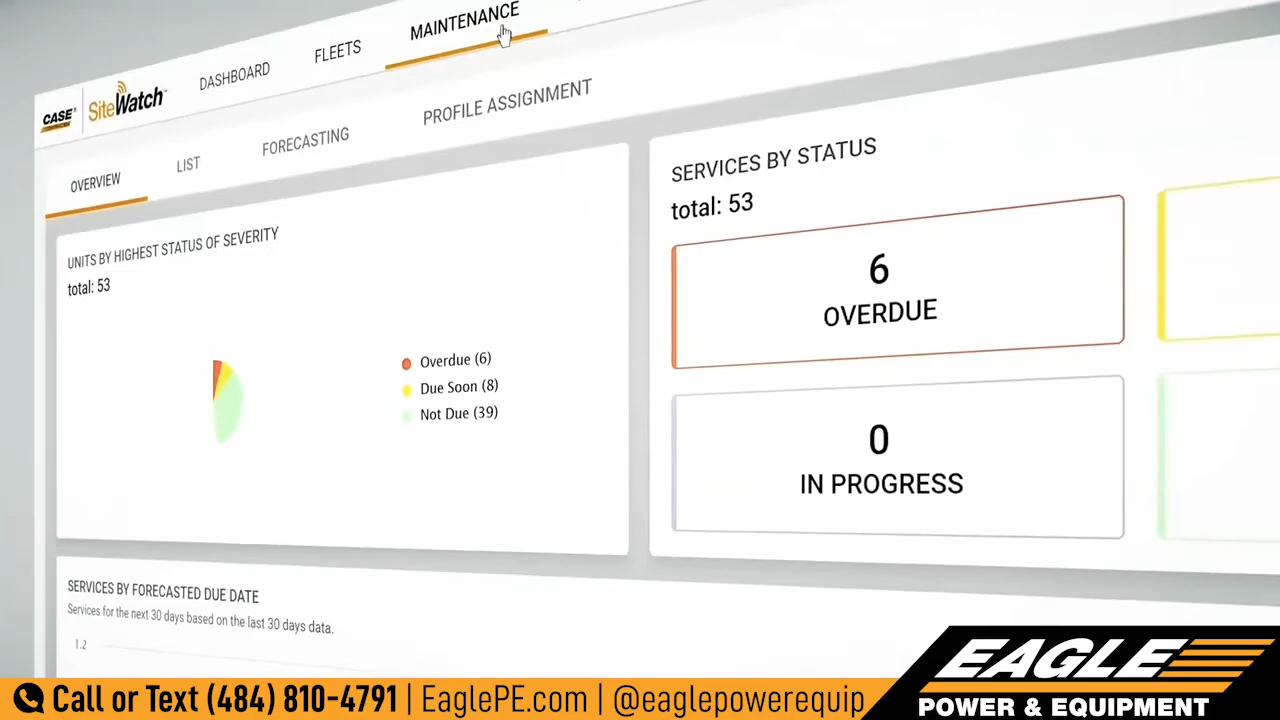 DASHBOARD
FLEETS
MAINTENANCE
CASE
CONSTRUCTION
SiteWatch™
OVERVIEW
LIST
FORECASTING
PROFILE ASSIGNMENT
UNITS BY HIGHEST STATUS OF SEVERITY
total: 53
Overdue (6)
Due Soon (8)
Not Due (39)
SERVICES BY STATUS
total: 53
6
OVERDUE
0
IN PROGRESS
SERVICES BY FORECASTED DUE DATE
Services for the next 30 days based on the last 30 days data.
1.2
Call or Text (484) 810-4791 | EaglePE.com | @eaglepowerequip
EAGLE
POWER & EQUIPMENT